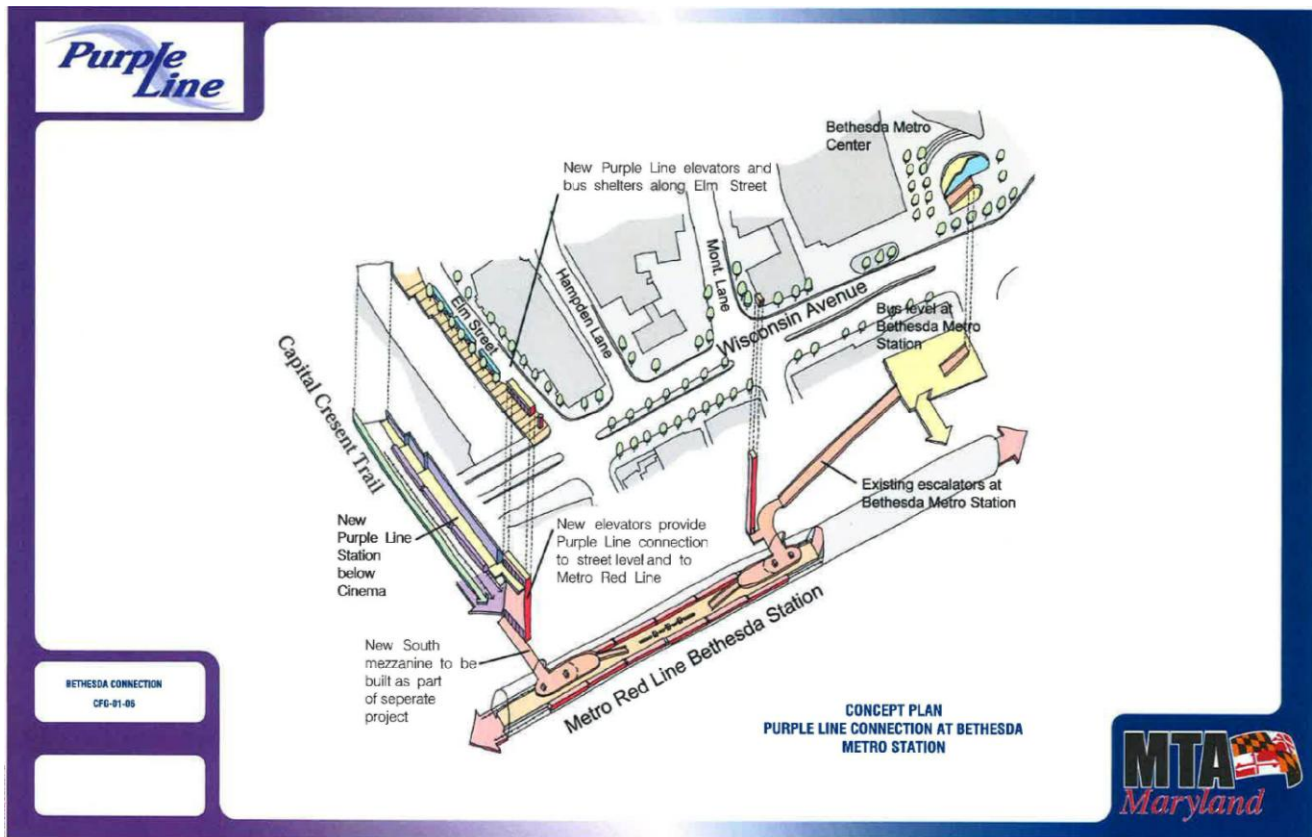 Purple
Line
Bethesda Metro
Center
New Purple Line elevators and
bus shelters along Elm Street
Elm Street
Hampden Lane
Mont. Lane
Wisconsin Avenue
Bus level at
Bethesda Metro
Station
Capital Cresent Trail
Existing escalators at
Bethesda Metro Station
New
Purple Line
Station
below
Cinema
New elevators provide
Purple Line connection
to street level and to
Metro Red Line
New South
mezzanine to be
built as part
of seperate
project
Metro Red Line Bethesda Station
BETHESDA CONNECTION
CFG-01-06
CONCEPT PLAN
PURPLE LINE CONNECTION AT BETHESDA
METRO STATION
MTA
Maryland